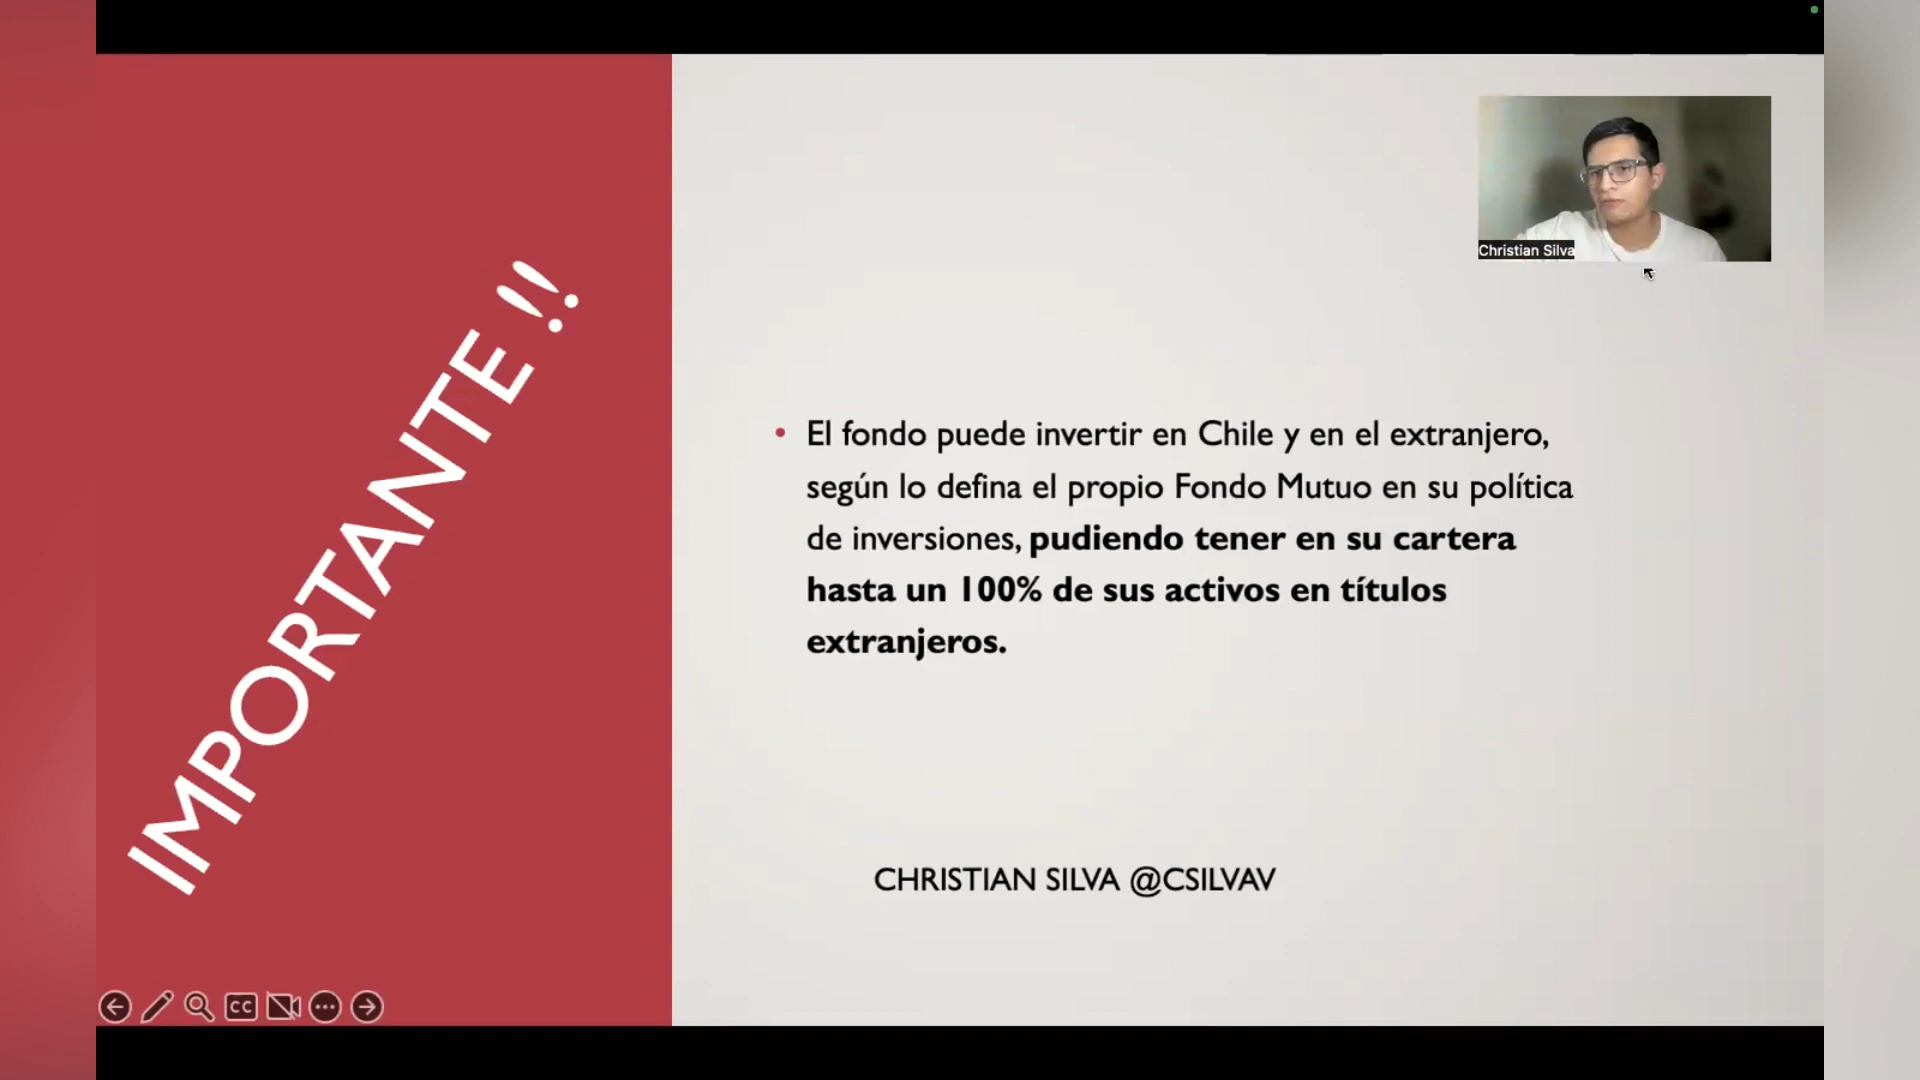 IMPORTANTE !!
Christian Silva
• El fondo puede invertir en Chile y en el extranjero,
según lo defina el propio Fondo Mutuo en su política
de inversiones, pudiendo tener en su cartera
hasta un 100% de sus activos en títulos
extranjeros.
CHRISTIAN SILVA @CSILVAV
CC